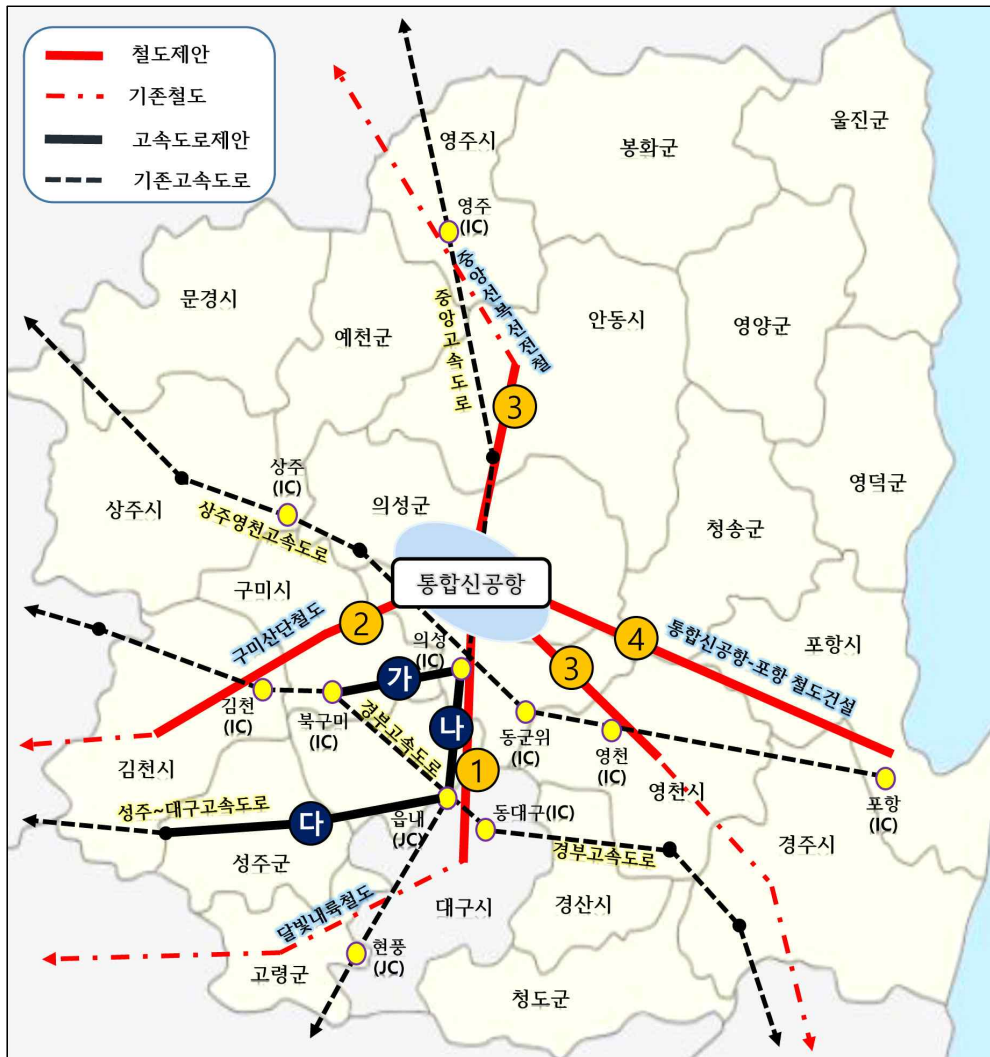 철도제안
기존철도
고속도로제안
기존고속도로
울진군
영주시
봉화군
영주
(IC)
중앙선복선전철
중앙고속도로
문경시
예천군
안동시
영양군
3
상주
(IC)
상주시
상주영천고속도로
의성군
청송군
영덕군
통합신공항
구미시
구미산단철도
2
의성
(IC)
3
4
통합신공항-포항 철도건설
포항시
가
김천
(IC)
북구미
(IC)
경부고속도로
나
동군위
(IC)
영천
(IC)
1
김천시
영천시
포항
(IC)
성주~대구고속도로
다
읍내
(JC)
동대구(IC)
경부고속도로
경주시
성주군
달빛내륙철도
대구시
경산시
현풍
(JC)
고령군
청도군